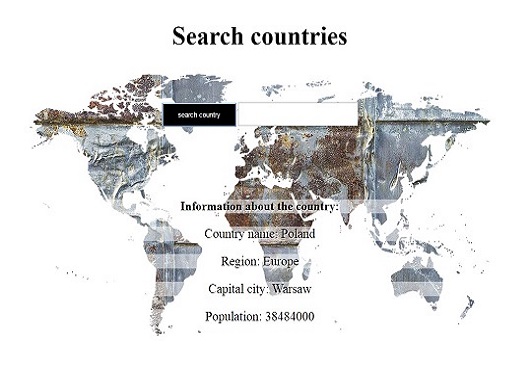 Search countries
search country
Information about the country:
Country name: Poland
Region: Europe
Capital city: Warsaw
Population: 38484000